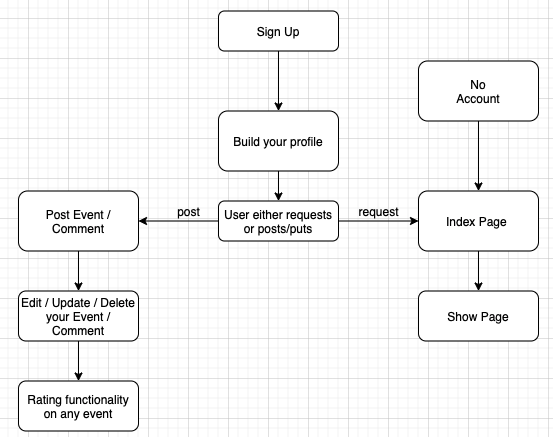 Sign Up
No
Account
Build your profile
post
User either requests
or posts/puts
request
Post Event /
Comment
Index Page
Edit / Update / Delete
your Event /
Comment
Show Page
Rating functionality
on any event